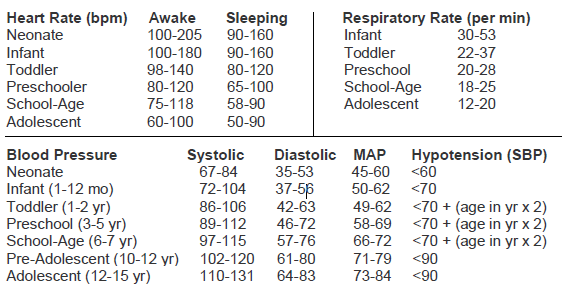 Heart Rate (bpm) Awake Sleeping
Neonate 100-205 90-160
Infant 100-180 90-160
Toddler 98-140 80-120
Preschooler 80-120 65-100
School-Age 75-118 58-90
Adolescent 60-100 50-90
Respiratory Rate (per min)
Infant 30-53
Toddler 22-37
Preschool 20-28
School-Age 18-25
Adolescent 12-20
Blood Pressure Systolic Diastolic MAP Hypotension (SBP)
Neonate 67-84 35-53 45-60 <60
Infant (1-12 mo) 72-104 37-56 50-62 <70
Toddler (1-2 yr) 86-106 42-63 49-62 <70 + (age in yr x 2)
Preschool (3-5 yr) 89-112 46-72 58-69 <70 + (age in yr x 2)
School-Age (6-7 yr) 97-115 57-76 66-72 <70 + (age in yr x 2)
Pre-Adolescent (10-12 yr) 102-120 61-80 71-79 <90
Adolescent (12-15 yr) 110-131 64-83 73-84 <90